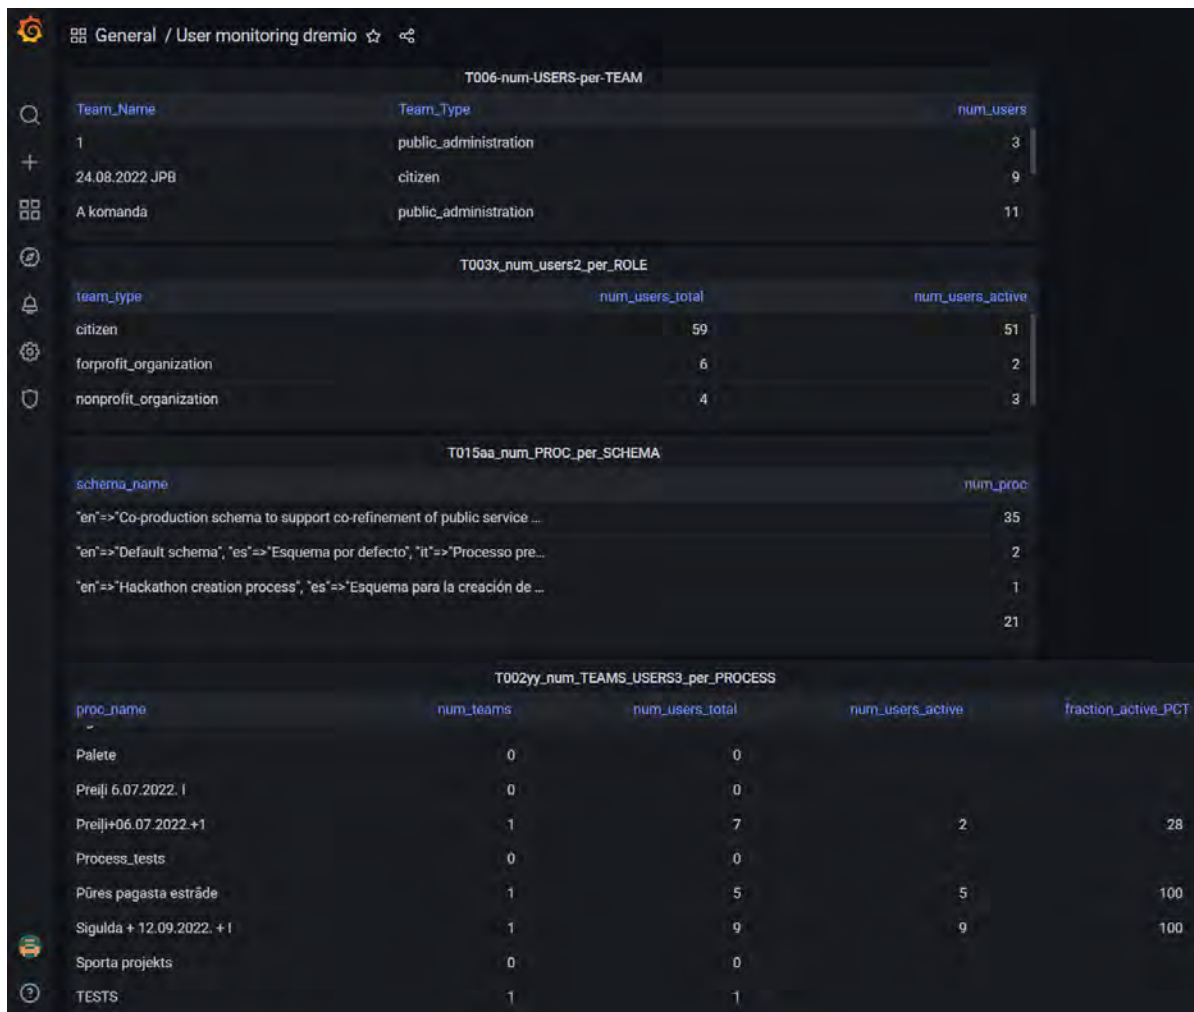 General / User monitoring dremio
T006-num-USERS-per-TEAM
Team_Name Team_Type num_users
1 public_administration 3
24.08.2022 JPB citizen 9
A komanda public_administration 11
T003x_num_users2_per_ROLE
team_type num_users_total num_users_active
citizen 59 51
forprofit_organization 6 2
nonprofit_organization 4 3
T015aa_num_PROC_per_SCHEMA
schema_name num_proc
"en"=>"Co-production schema to support co-refinement of public service ... 35
"en"=>"Default schema", "es"=>"Esquema por defecto", "it"=>"Processo pre... 2
"en"=>"Hackathon creation process", "es"=>"Esquema para la creación de ... 1
21
T002yy_num_TEAMS_USERS3_per_PROCESS
proc_name num_teams num_users_total num_users_active fraction_active_PCT
Palete 0 0
Preiļi 6.07.2022. I 0 0
Preiļi+06.07.2022.+1 1 7 2 28
Process_tests 0 0
Pūres pagasta estrāde 1 5 5 100
Sigulda + 12.09.2022. + I 1 9 9 100
Sporta projekts 0 0
TESTS 1 1